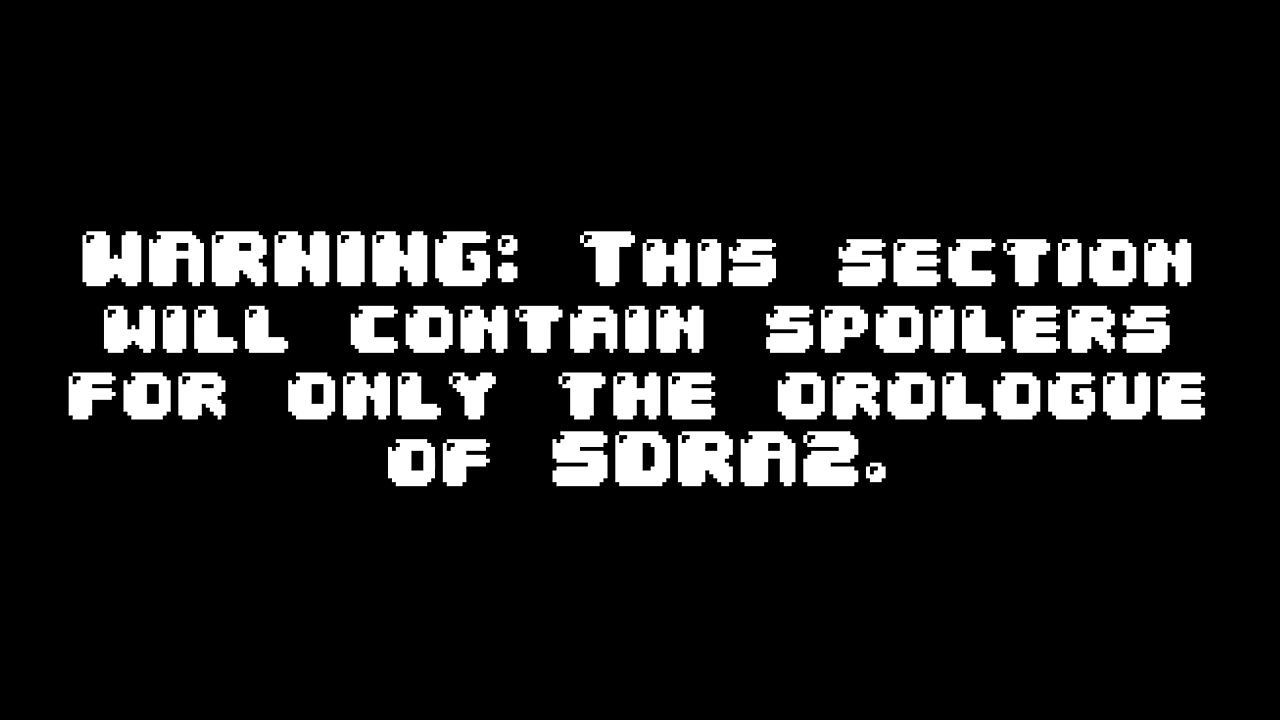 WARNING: THIS SECTION
WILL CONTAIN SPOILERS
FOR ONLY THE OROLOGUE
OF SDRA2.